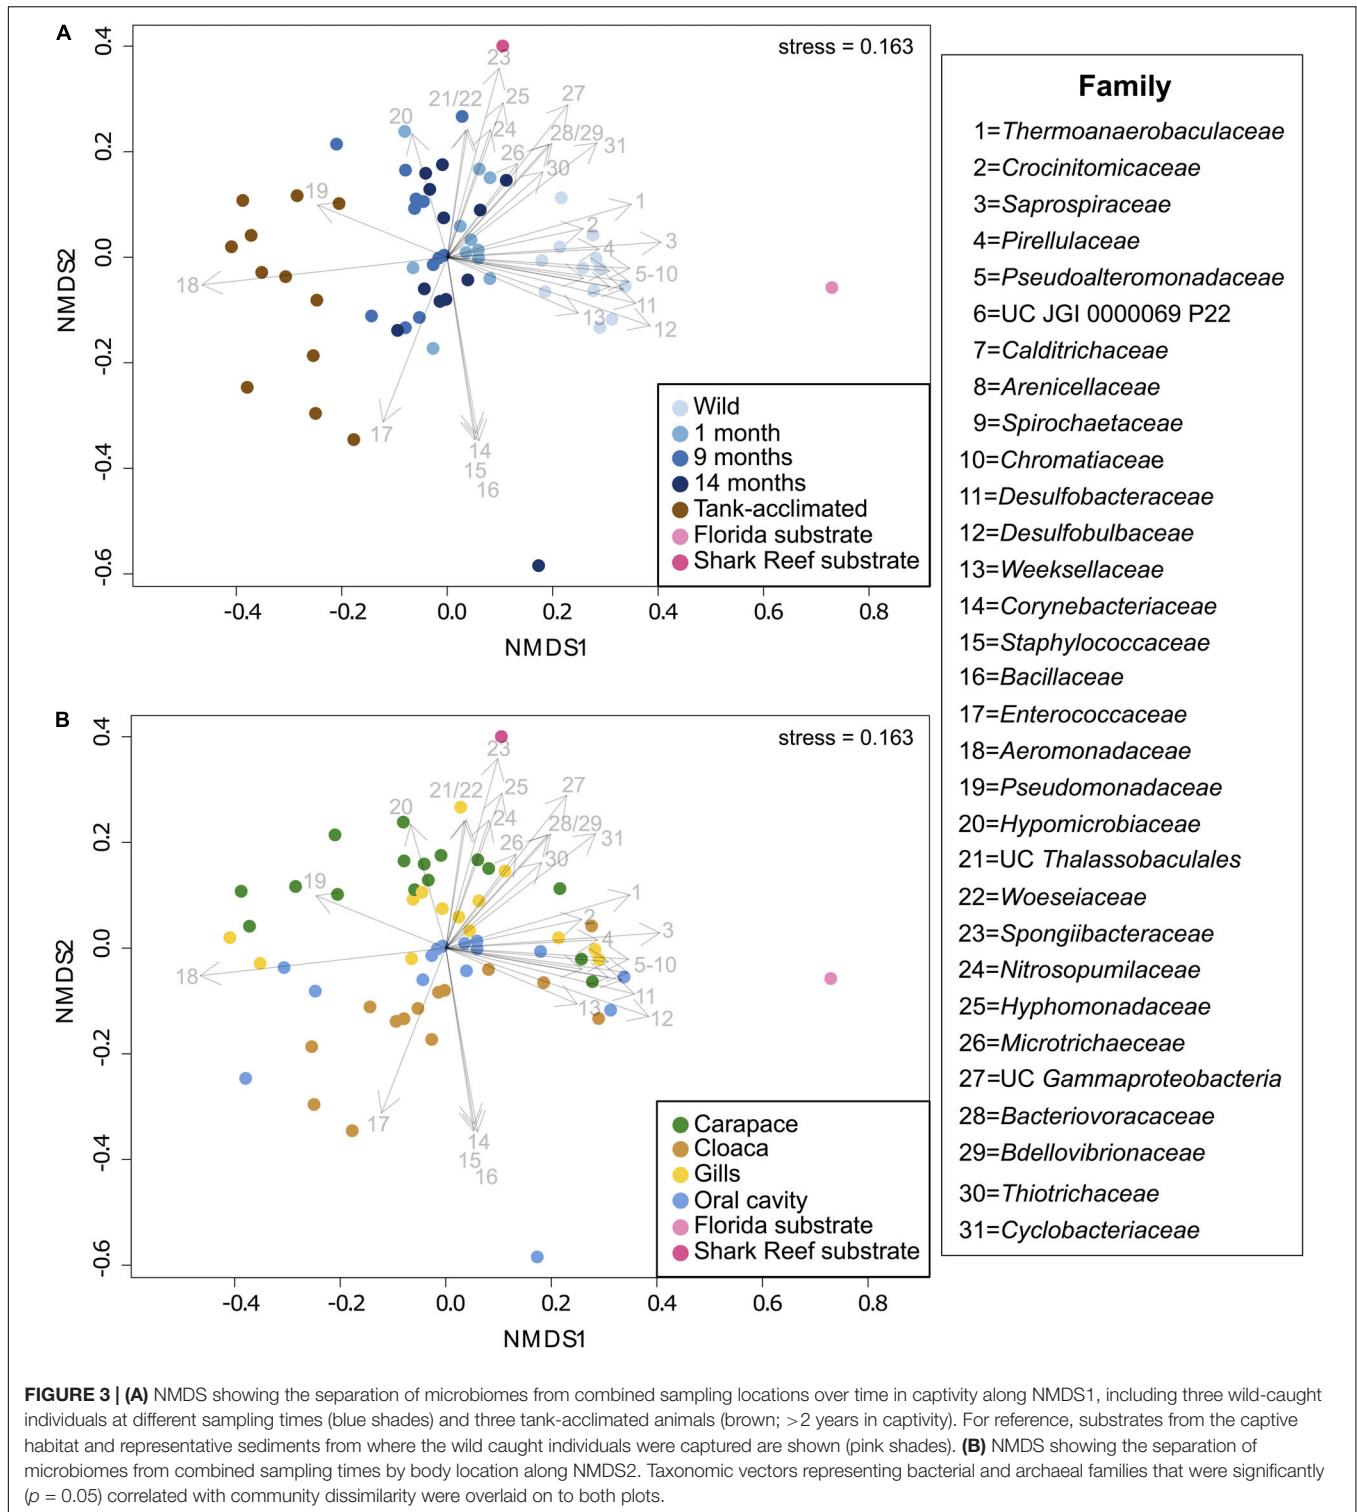 A
stress = 0.163
0.4
0.2
0.0
-0.2
-0.4
-0.6
NMDS2
23
21/22
25
27
20
24
28/29
31
26
30
19
1
2
3
4
18
5-10
11
13
12
17
14
15
16
Wild
1 month
9 months
14 months
Tank-acclimated
Florida substrate
Shark Reef substrate
-0.4
-0.2
0.0
0.2
0.4
0.6
0.8
NMDS1
Family
1=Thermoanaerobaculaceae
2=Crocinitomicaceae
3=Saprospiraceae
4=Pirellulaceae
5=Pseudoalteromonadaceae
6=UC JGI 0000069 P22
7=Calditrichaceae
8=Arenicellaceae
9=Spirochaetaceae
10=Chromatiaceae
11=Desulfobacteraceae
12=Desulfobulbaceae
13=Weeksellaceae
14=Corynebacteriaceae
15=Staphylococcaceae
16=Bacillaceae
17=Enterococcaceae
18=Aeromonadaceae
19=Pseudomonadaceae
20=Hypomicrobiaceae
21=UC Thalassobaculales
22=Woeseiaceae
23=Spongiibacteraceae
24=Nitrosopumilaceae
25=Hyphomonadaceae
26=Microtrichaeceae
27=UC Gammaproteobacteria
28=Bacteriovoracaceae
29=Bdellovibrionaceae
30=Thiotrichaceae
31=Cyclobacteriaceae
B
stress = 0.163
0.4
0.2
0.0
-0.2
-0.4
-0.6
NMDS2
23
21/22
25
27
20
24
28/29
31
26
30
19
1
2
3
4
18
5-10
11
13
12
17
14
15
16
Carapace
Cloaca
Gills
Oral cavity
Florida substrate
Shark Reef substrate
-0.4
-0.2
0.0
0.2
0.4
0.6
0.8
NMDS1
FIGURE 3 | (A) NMDS showing the separation of microbiomes from combined sampling locations over time in captivity along NMDS1, including three wild-caught
individuals at different sampling times (blue shades) and three tank-acclimated animals (brown; >2 years in captivity). For reference, substrates from the captive
habitat and representative sediments from where the wild caught individuals were captured are shown (pink shades). (B) NMDS showing the separation of
microbiomes from combined sampling times by body location along NMDS2. Taxonomic vectors representing bacterial and archaeal families that were significantly
(p = 0.05) correlated with community dissimilarity were overlaid on to both plots.